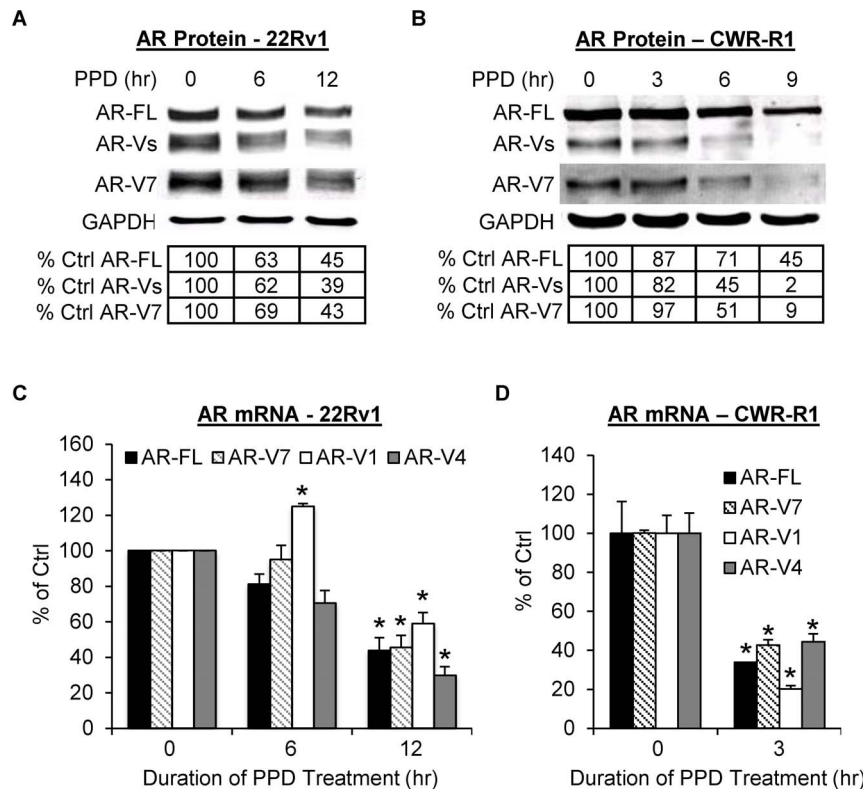 A
AR Protein - 22Rv1
PPD (hr) 0 6 12
AR-FL
AR-Vs
AR-V7
GAPDH
% Ctrl AR-FL 100 63 45
% Ctrl AR-Vs 100 62 39
% Ctrl AR-V7 100 69 43
B
AR Protein – CWR-R1
PPD (hr) 0 3 6 9
AR-FL
AR-Vs
AR-V7
GAPDH
% Ctrl AR-FL 100 87 71 45
% Ctrl AR-Vs 100 82 45 2
% Ctrl AR-V7 100 97 51 9
C
AR mRNA - 22Rv1
AR-FL AR-V7 AR-V1 AR-V4
% of Ctrl
160
140
120
100
80
60
40
20
0
*
* * * *
0 6 12
Duration of PPD Treatment (hr)
D
AR mRNA – CWR-R1
AR-FL
AR-V7
AR-V1
AR-V4
% of Ctrl
140
120
100
80
60
40
20
0
* * * *
0 3
Duration of PPD Treatment (hr)